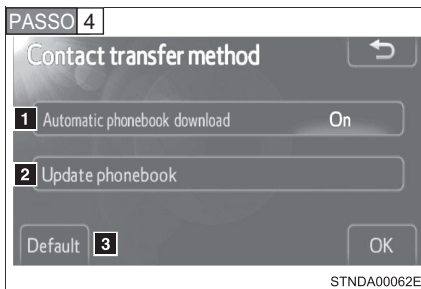 PASSO 4
Contact transfer method
1 Automatic phonebook download On
2 Update phonebook
Default 3 OK
STNDA00062E